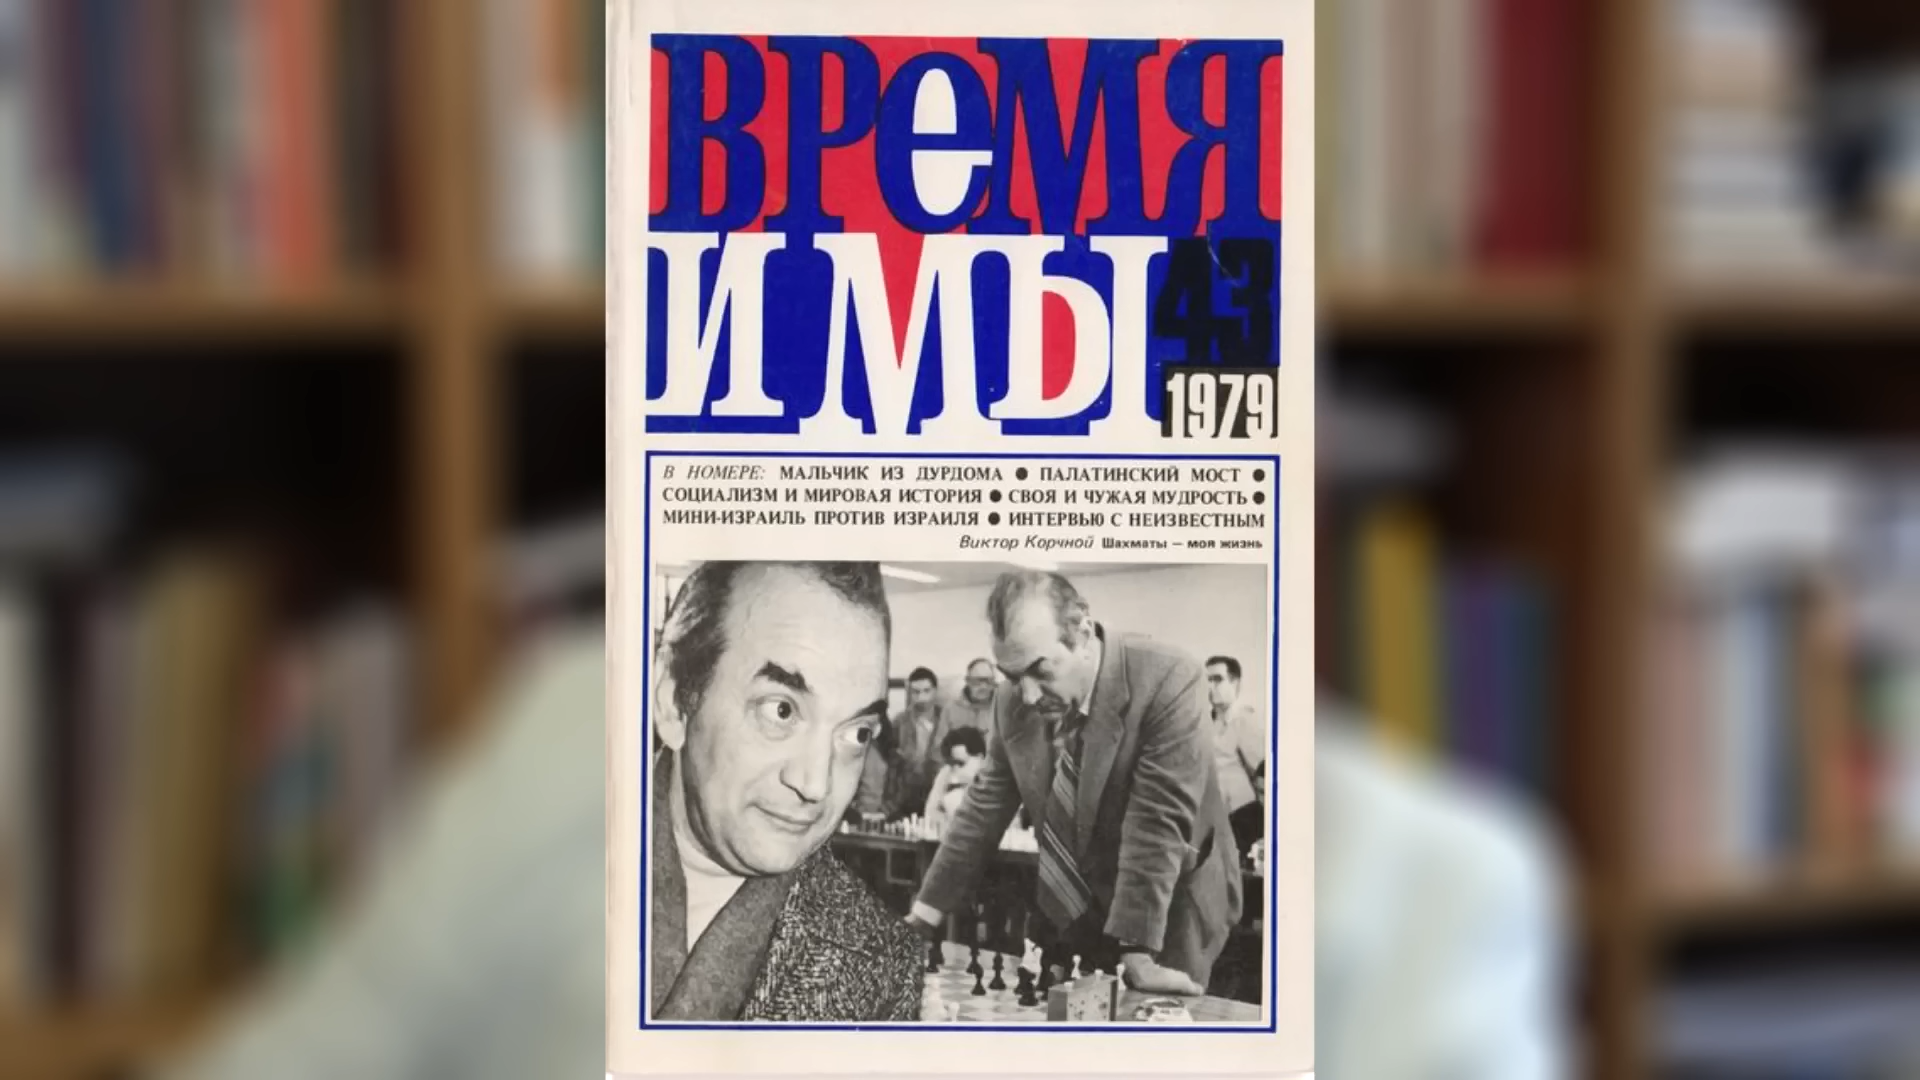 ВРеМЯ
И МЫ 43
1979
В НОМЕРЕ: МАЛЬЧИК ИЗ ДУРДОМА ● ПАЛАТИНСКИЙ МОСТ ●
СОЦИАЛИЗМ И МИРОВАЯ ИСТОРИЯ ● СВОЯ И ЧУЖАЯ МУДРОСТЬ ●
МИНИ-ИЗРАИЛЬ ПРОТИВ ИЗРАИЛЯ ● ИНТЕРВЬЮ С НЕИЗВЕСТНЫМ
Виктор Корчной Шахматы — моя жизнь